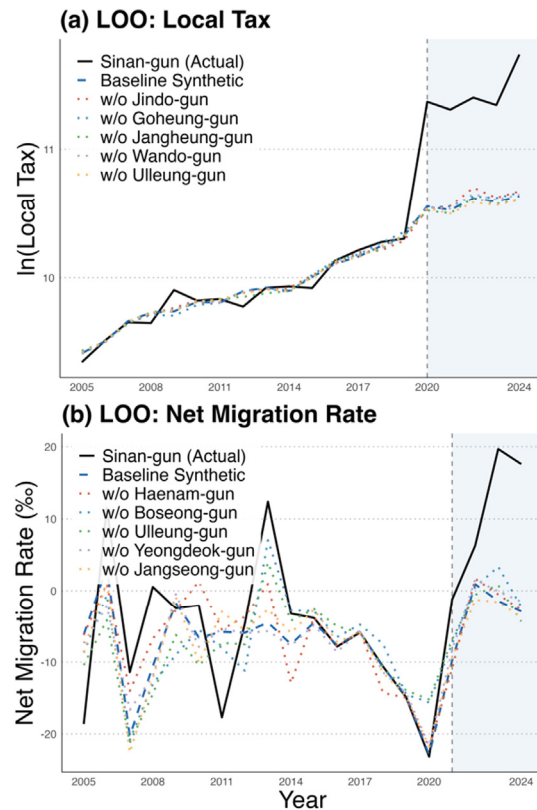 (a) LOO: Local Tax
Sinan-gun (Actual)
Baseline Synthetic
w/o Jindo-gun
w/o Goheung-gun
w/o Jangheung-gun
w/o Wando-gun
w/o Ulleung-gun
ln(Local Tax)
11
10
2005 2008 2011 2014 2017 2020 2024
(b) LOO: Net Migration Rate
Sinan-gun (Actual)
Baseline Synthetic
w/o Haenam-gun
w/o Boseong-gun
w/o Ulleung-gun
w/o Yeongdeok-gun
w/o Jangseong-gun
Net Migration Rate (‰)
20
10
0
-10
-20
2005 2008 2011 2014 2017 2020 2024
Year